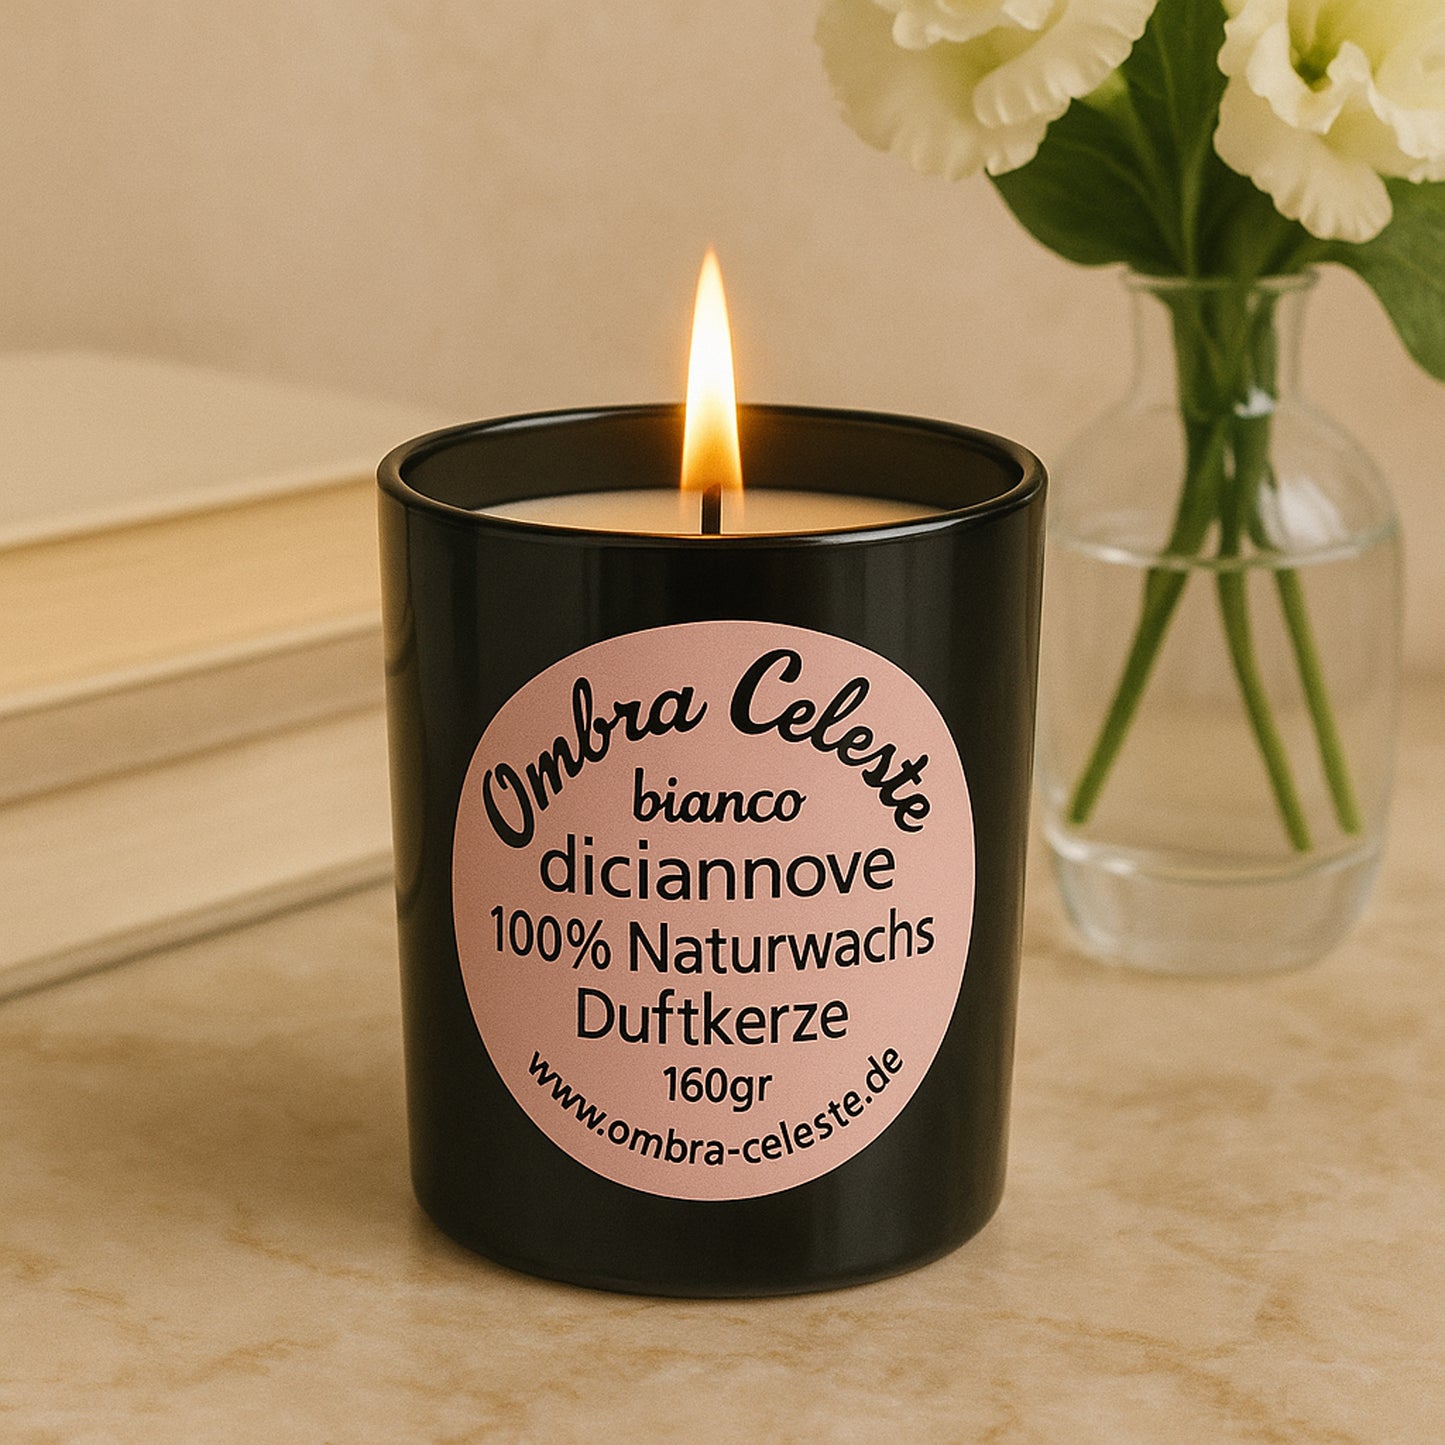 Ombra Celeste
bianco
diciannove
100% Naturwachs
Duftkerze
160gr
www.ombra-celeste.de